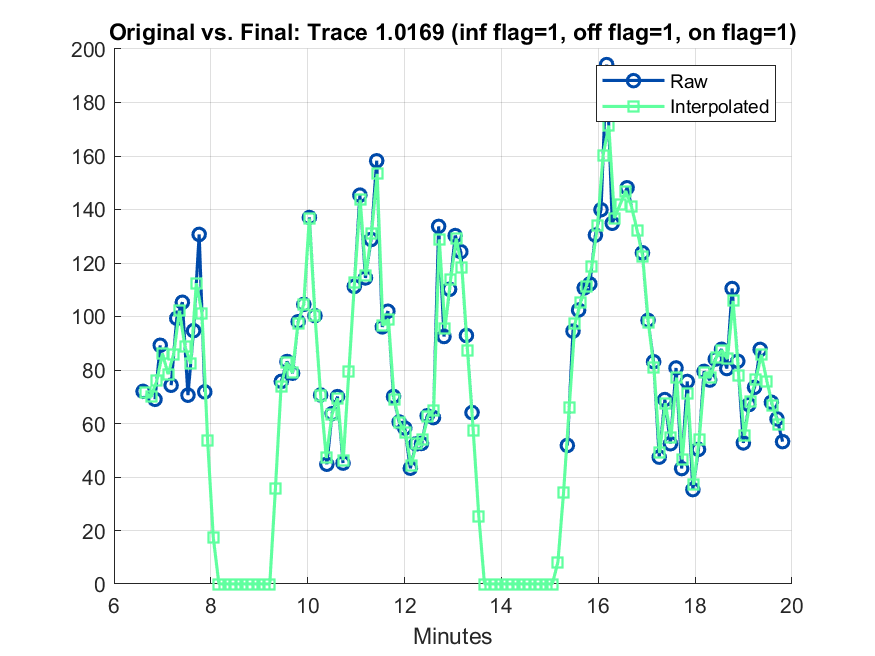 Original vs. Final: Trace 1.0169 (inf flag=1, off flag=1, on flag=1)
200
180
160
140
120
100
80
60
40
20
0
Raw
Interpolated
6 8 10 12 14 16 18 20
Minutes